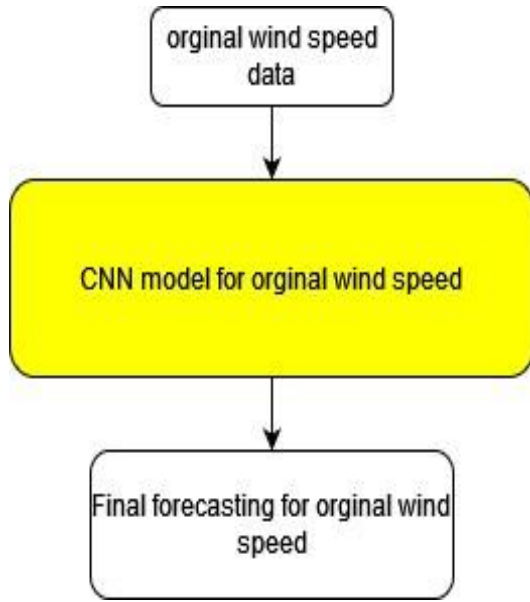 orginal wind speed
data
CNN model for orginal wind speed
Final forecasting for orginal wind
speed